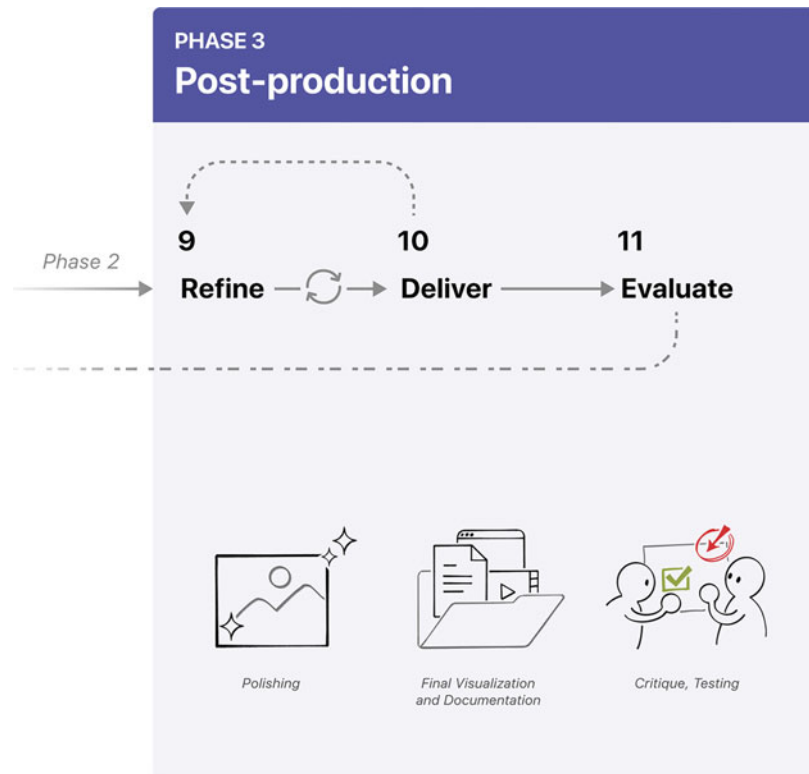 PHASE 3
Post-production
Phase 2
9
10
11
Refine
Deliver
Evaluate
Polishing
Final Visualization
and Documentation
Critique, Testing